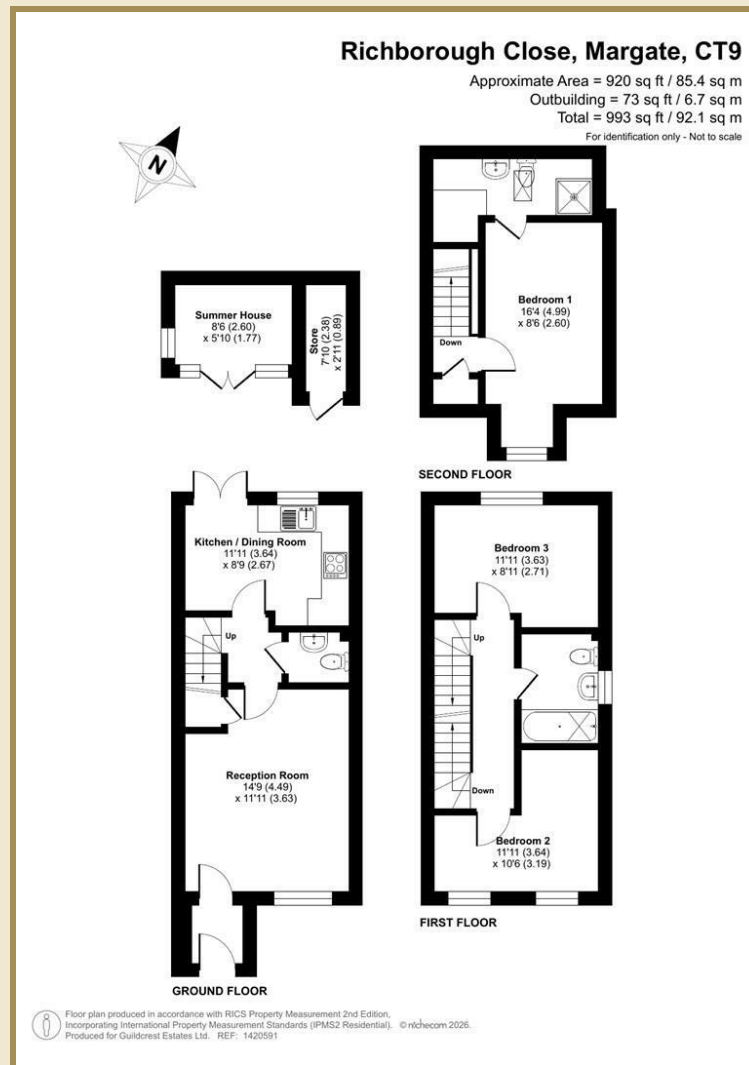 Richborough Close, Margate, CT9
Approximate Area = 920 sq ft / 85.4 sq m
Outbuilding = 73 sq ft / 6.7 sq m
Total = 993 sq ft / 92.1 sq m
For identification only - Not to scale
N
Summer House
8'6 (2.60)
x 5'10 (1.77)
Store
7'10 (2.38)
x 2'11 (0.89)
Bedroom 1
16'4 (4.99)
x 8'6 (2.60)
Down
SECOND FLOOR
Kitchen / Dining Room
11'11 (3.64)
x 8'9 (2.67)
Up
Reception Room
14'9 (4.49)
x 11'11 (3.63)
GROUND FLOOR
Bedroom 3
11'11 (3.63)
x 8'11 (2.71)
Up
Down
Bedroom 2
11'11 (3.64)
x 10'6 (3.19)
FIRST FLOOR
Floor plan produced in accordance with RICS Property Measurement 2nd Edition,
Incorporating International Property Measurement Standards (IPMS2 Residential). © nichecom 2026.
Produced for Guildcrest Estates Ltd. REF: 1420591